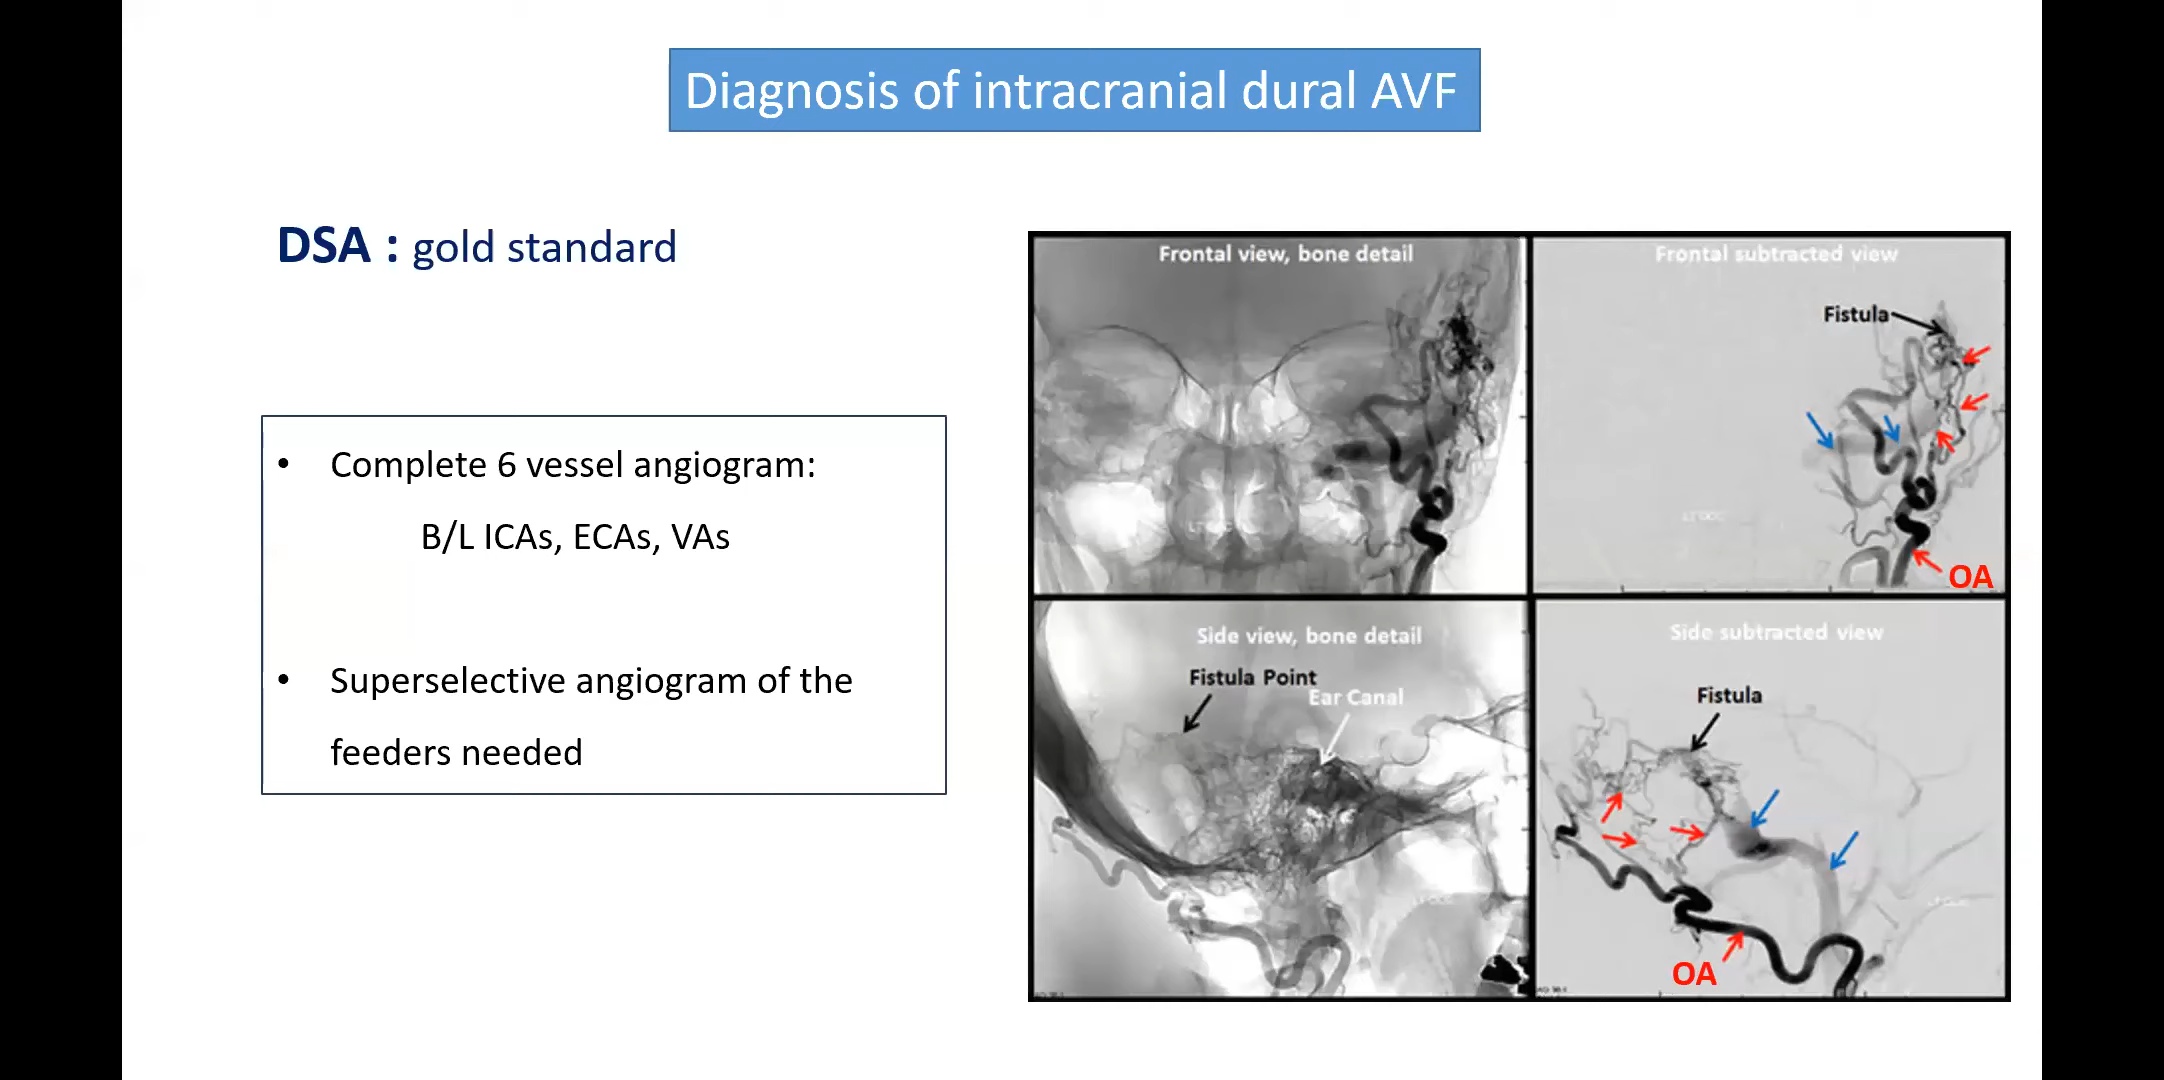 Diagnosis of intracranial dural AVF
DSA : gold standard
• Complete 6 vessel angiogram:
B/L ICAs, ECAs, VAs
• Superselective angiogram of the
feeders needed
Frontal view, bone detail
Frontal subtracted view
Fistula
OA
Side view, bone detail
Fistula Point
Ear Canal
Side subtracted view
Fistula
OA